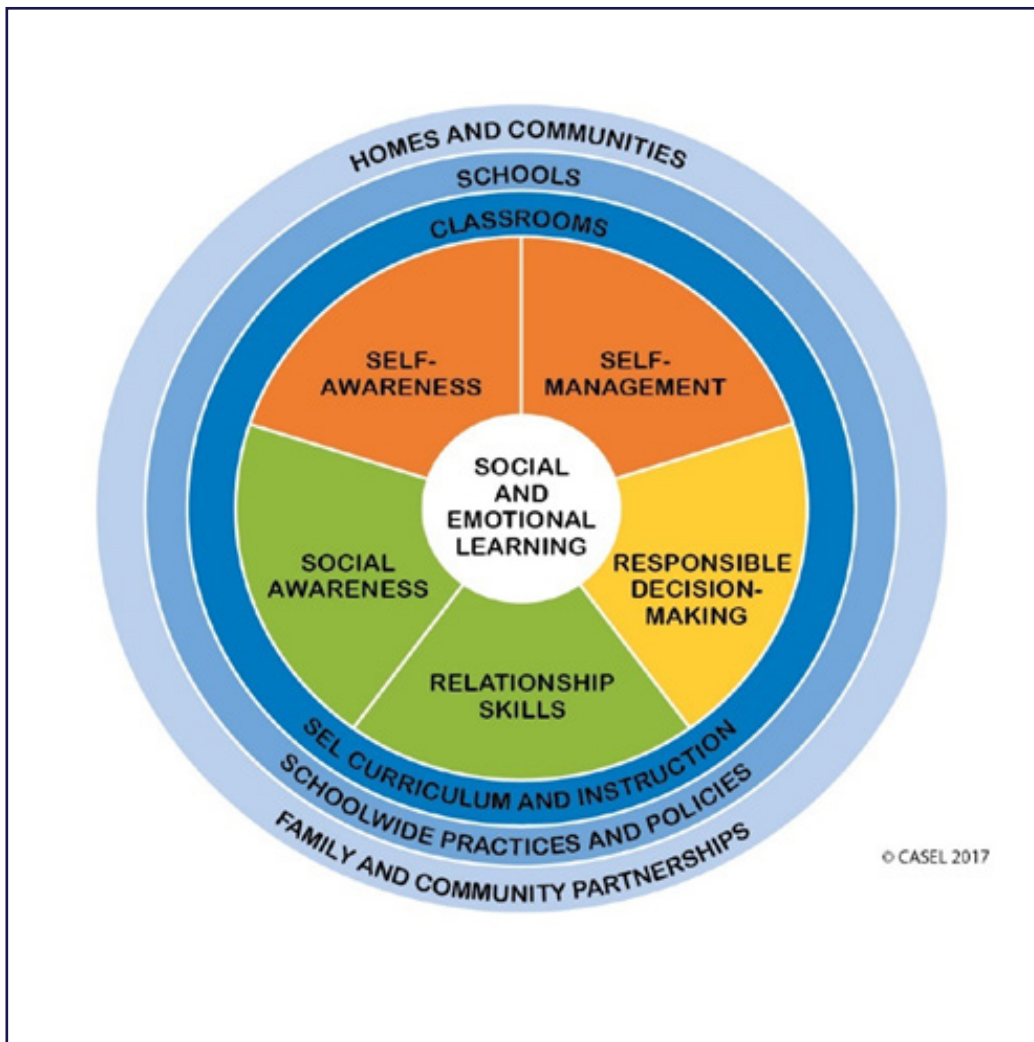 HOMES AND COMMUNITIES
SCHOOLS
CLASSROOMS
SELF-
AWARENESS
SELF-
MANAGEMENT
SOCIAL
AND
EMOTIONAL
LEARNING
SOCIAL
AWARENESS
RESPONSIBLE
DECISION-
MAKING
RELATIONSHIP
SKILLS
SEL CURRICULUM AND INSTRUCTION
SCHOOLWIDE PRACTICES AND POLICIES
FAMILY AND COMMUNITY PARTNERSHIPS
© CASEL 2017